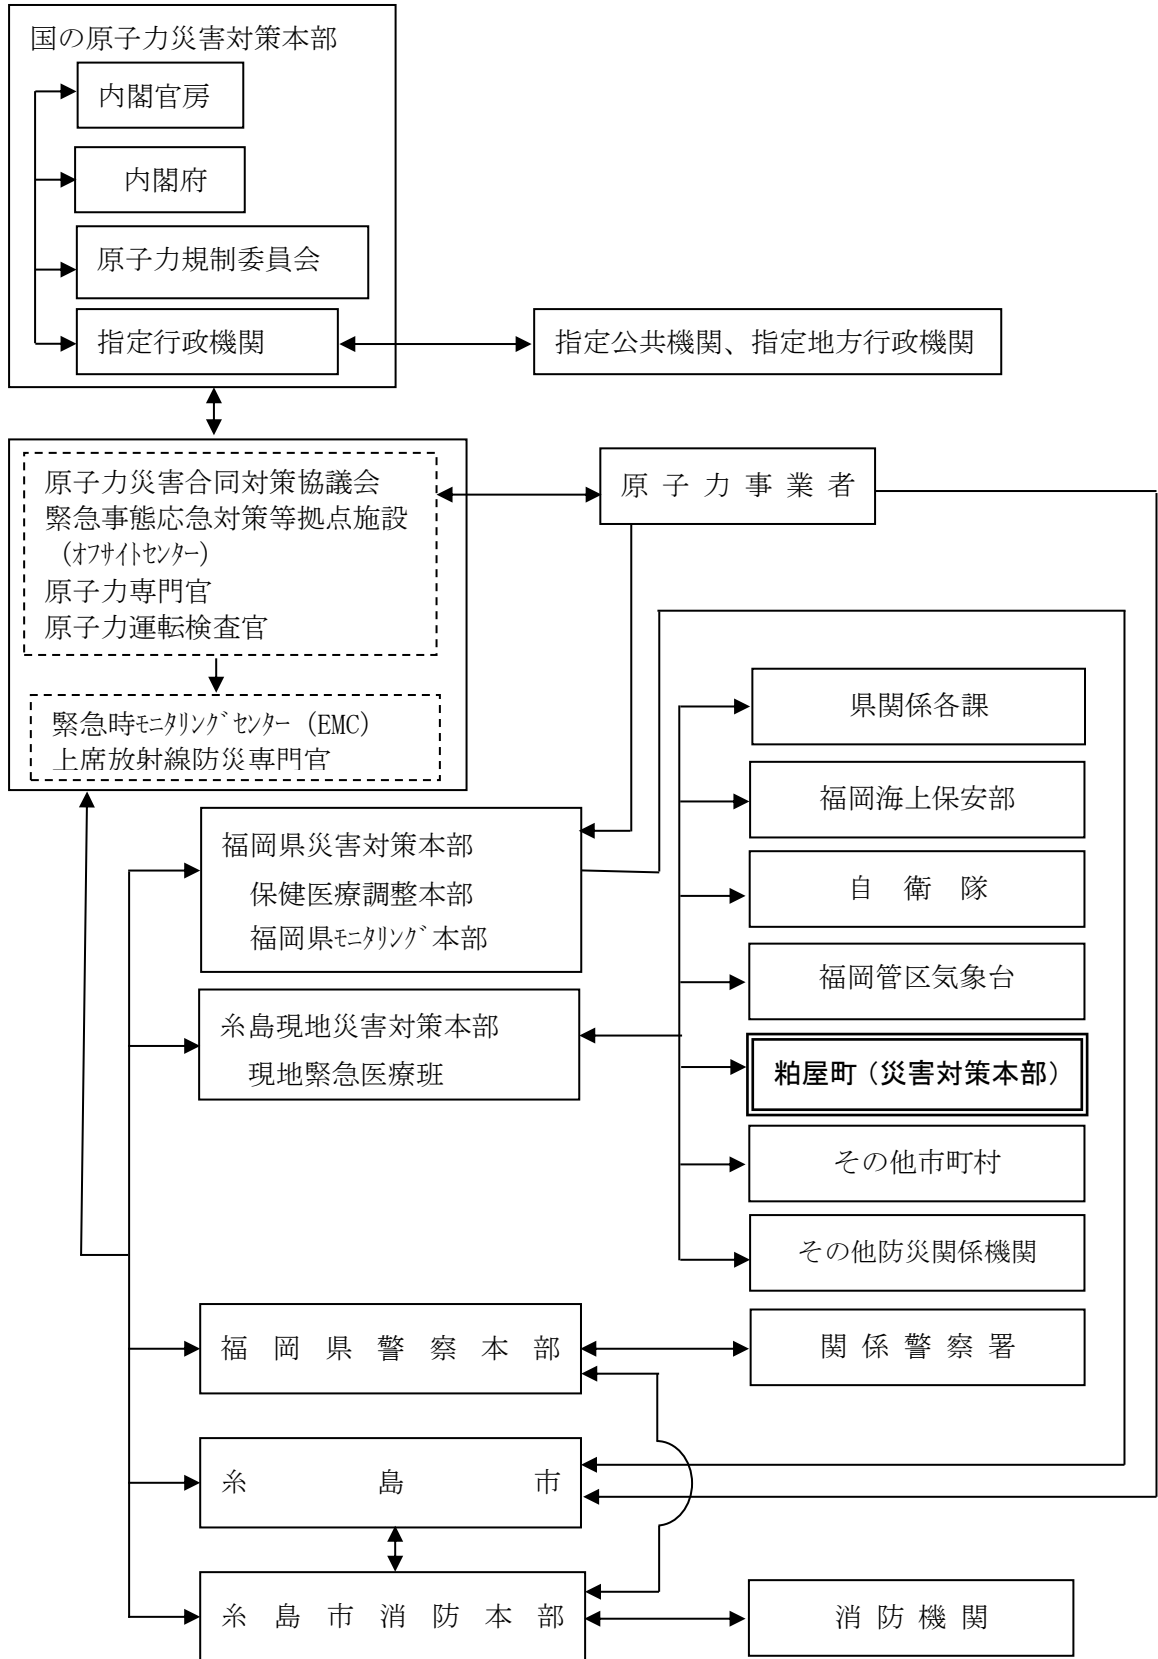 国の原子力災害対策本部
内閣官房
内閣府
原子力規制委員会
指定行政機関
指定公共機関、指定地方行政機関
原子力災害合同対策協議会
緊急事態応急対策等拠点施設
（ｵﾌｻｲﾄｾﾝﾀｰ）
原子力専門官
原子力運転検査官
原 子 力 事 業 者
緊急時ﾓﾆﾀﾘﾝｸﾞｾﾝﾀｰ（EMC）
上席放射線防災専門官
県関係各課
福岡海上保安部
福岡県災害対策本部
保健医療調整本部
福岡県ﾓﾆﾀﾘﾝｸﾞ本部
自　衛　隊
福岡管区気象台
糸島現地災害対策本部
現地緊急医療班
粕屋町（災害対策本部）
その他市町村
その他防災関係機関
福　岡　県　警　察　本　部
関 係 警 察 署
糸　　　島　　　市
糸　島　市　消　防　本　部
消 防 機 関